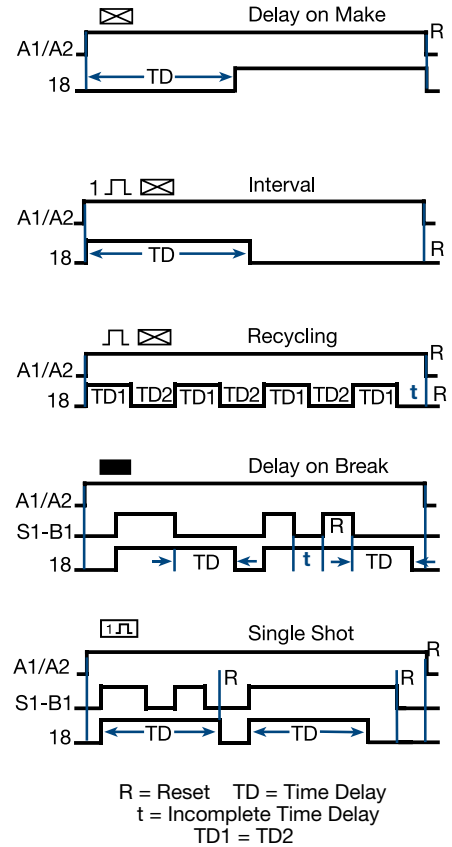 Delay on Make
R
A1/A2
TD
18
1 Interval
A1/A2
TD
18 R
Recycling
R
A1/A2
18 TD1 TD2 TD1 TD2 TD1 TD2 TD1 t R
Delay on Break
A1/A2
S1-B1 R
18 TD t TD
1 Single Shot
R
A1/A2
R R
S1-B1
18 TD TD
R = Reset TD = Time Delay
t = Incomplete Time Delay
TD1 = TD2